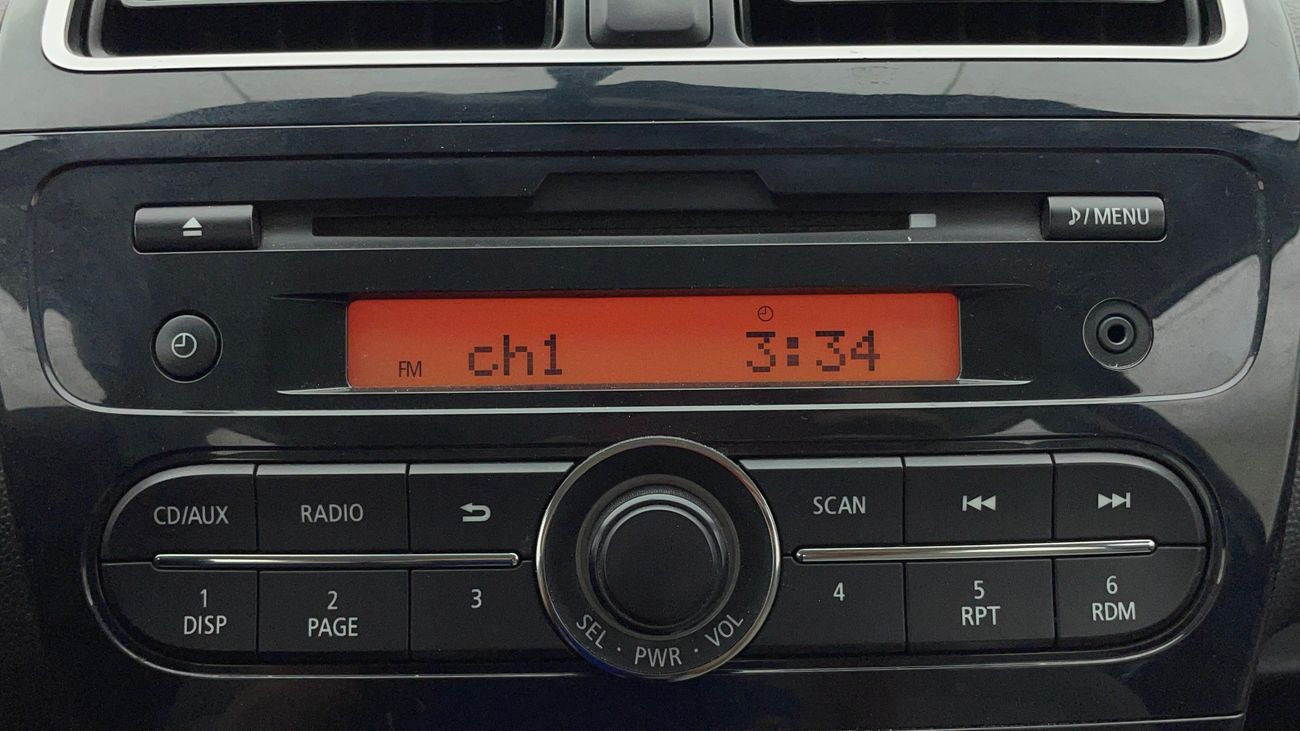 /MENU
FM ch1 3:34
CD/AUX RADIO SCAN
1 2 3 4 5 6
DISP PAGE RPT RDM
SEL · PWR · VOL